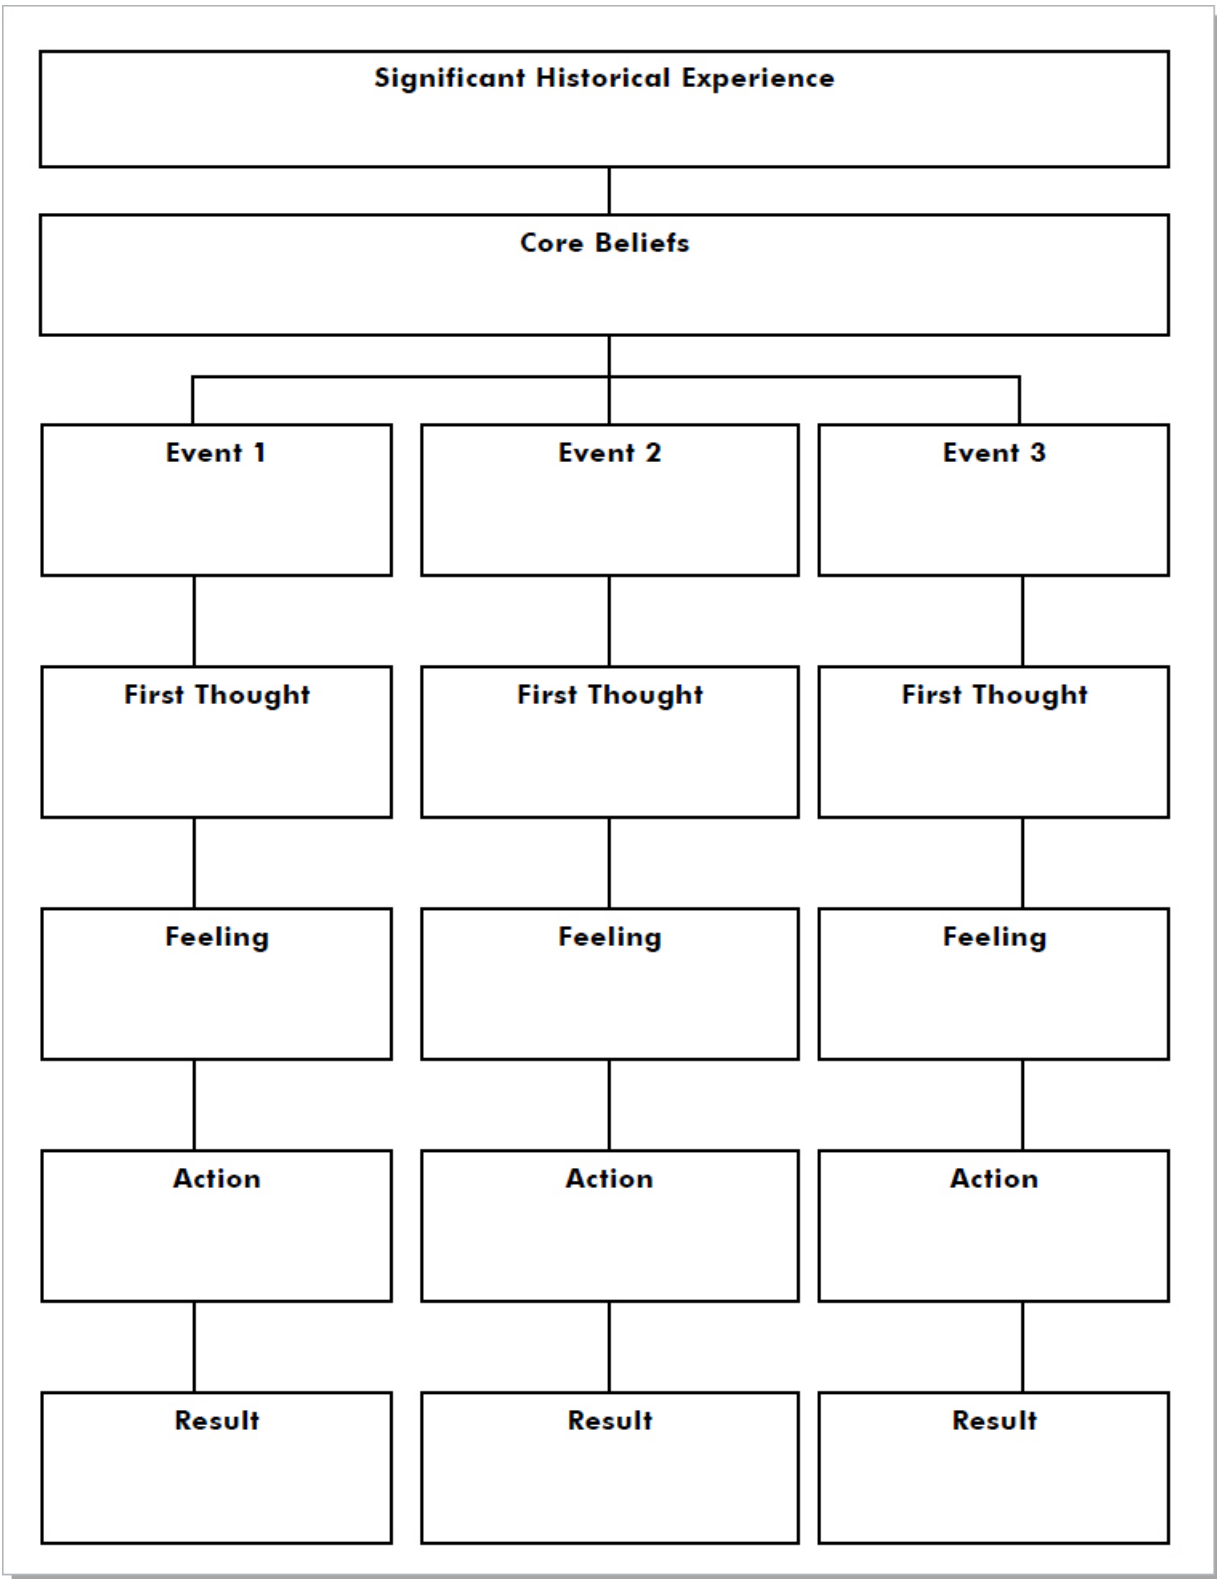 Significant Historical Experience
Core Beliefs
Event 1
Event 2
Event 3
First Thought
First Thought
First Thought
Feeling
Feeling
Feeling
Action
Action
Action
Result
Result
Result